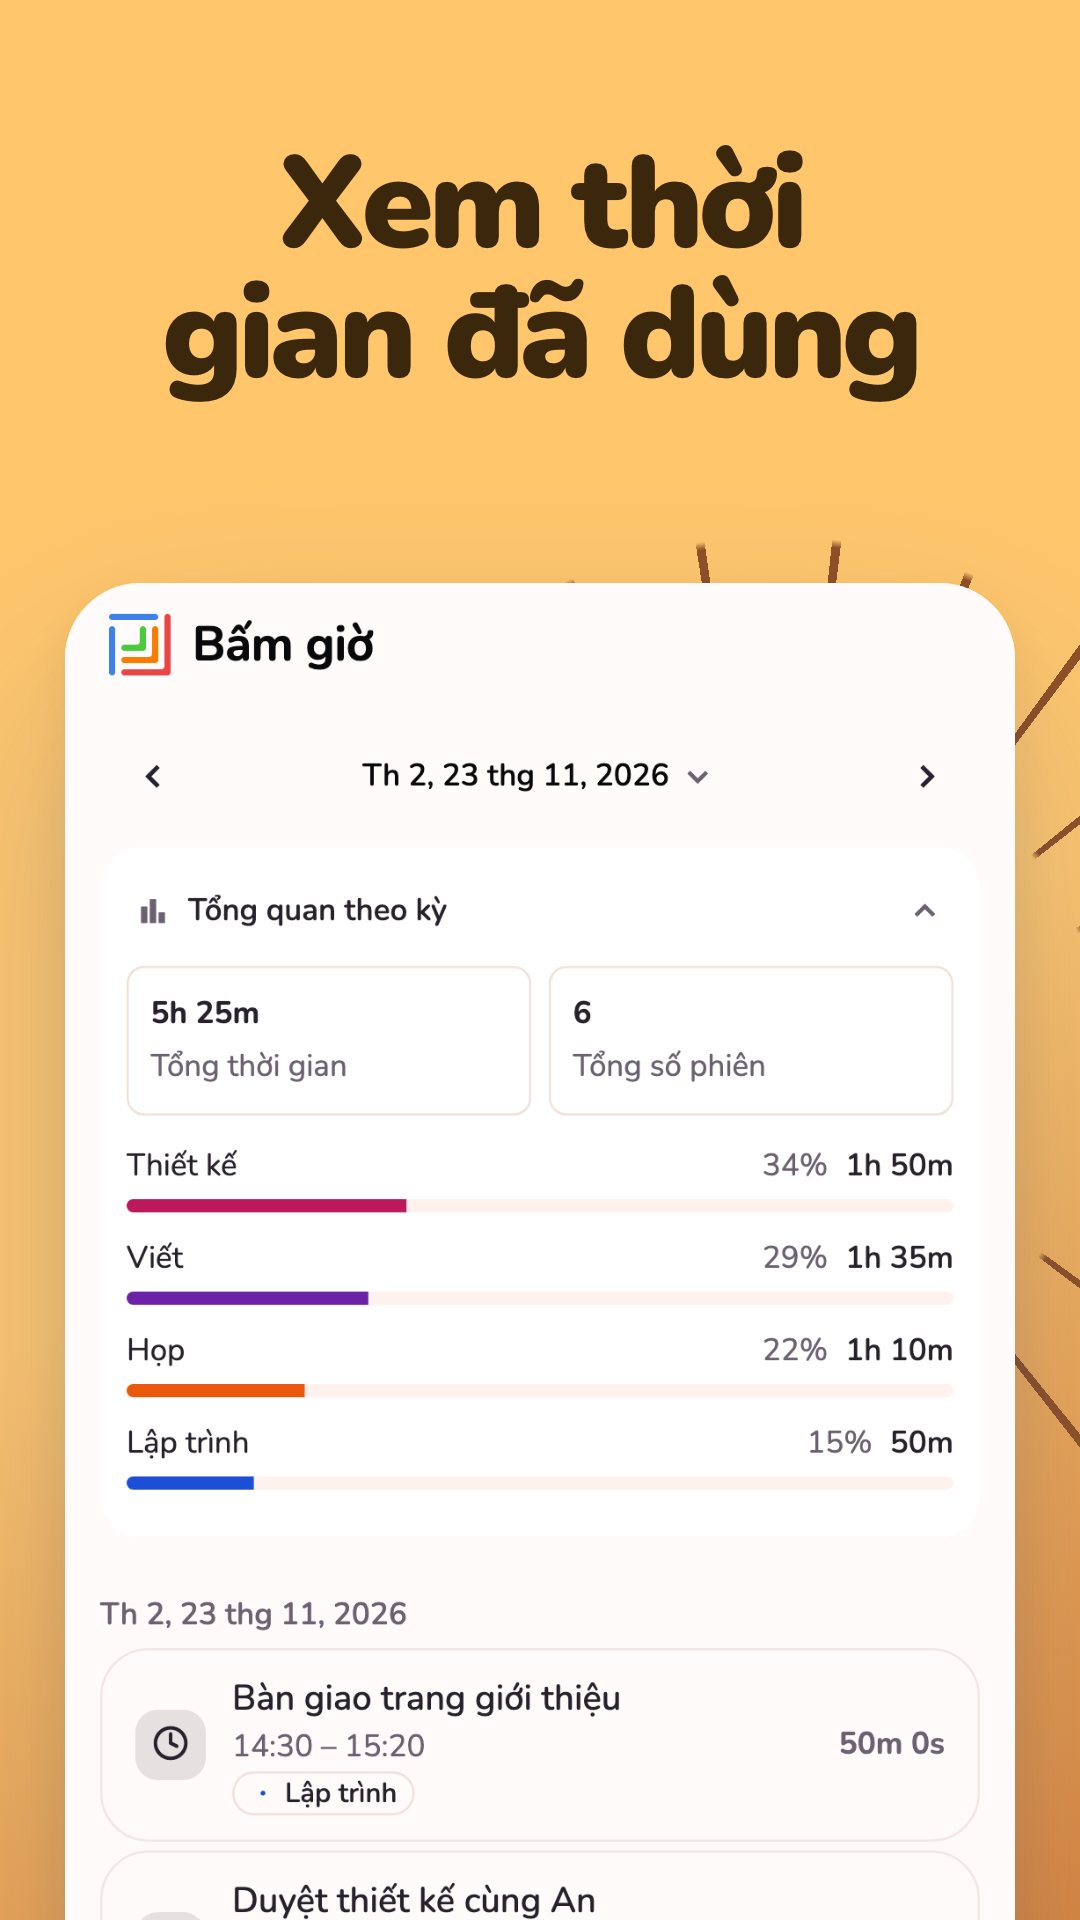 Xem thời
gian đã dùng
Bấm giờ
Th 2, 23 thg 11, 2026
Tổng quan theo kỳ
5h 25m
Tổng thời gian
6
Tổng số phiên
Thiết kế 34% 1h 50m
Viết 29% 1h 35m
Họp 22% 1h 10m
Lập trình 15% 50m
Th 2, 23 thg 11, 2026
Bàn giao trang giới thiệu
14:30 – 15:20
50m 0s
Lập trình
Duyệt thiết kế cùng An